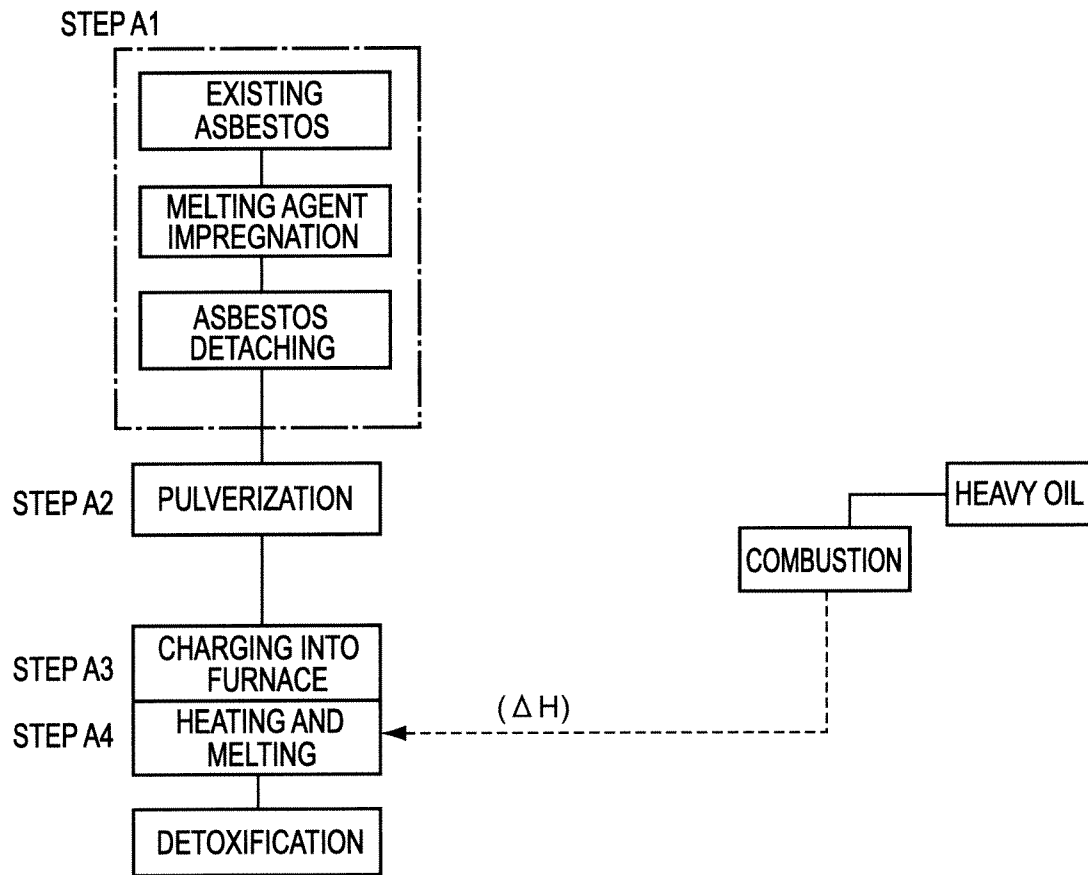 STEP A1
EXISTING
ASBESTOS
MELTING AGENT
IMPREGNATION
ASBESTOS
DETACHING
STEP A2
PULVERIZATION
HEAVY OIL
COMBUSTION
STEP A3
CHARGING INTO
FURNACE
STEP A4
HEATING AND
MELTING
(ΔH)
DETOXIFICATION